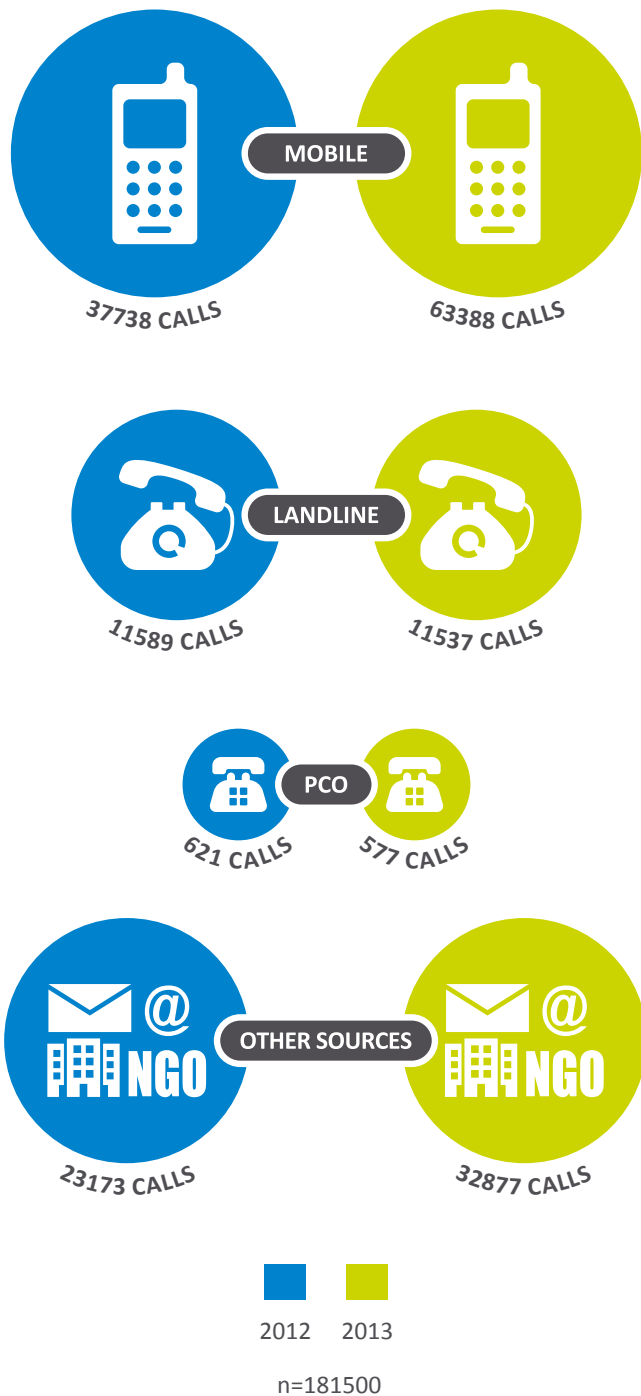 MOBILE
37738 CALLS
63388 CALLS
LANDLINE
11589 CALLS
11537 CALLS
PCO
621 CALLS
577 CALLS
@
NGO
@
NGO
OTHER SOURCES
23173 CALLS
32877 CALLS
2012
2013
n=181500